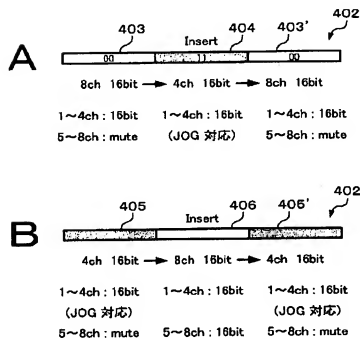 403 Insert 404 403' 402
A
8ch 16bit → 4ch 16bit → 8ch 16bit
1～4ch : 16bit 1～4ch : 16bit 1～4ch : 16bit
5～8ch : mute (JOG 対応) 5～8ch : mute
405 Insert 406 405' 402
B
4ch 16bit → 8ch 16bit → 4ch 16bit
1～4ch : 16bit 1～4ch : 16bit 1～4ch : 16bit
(JOG 対応) (JOG 対応)
5～8ch : mute 5～8ch : 16bit 5～8ch : mute